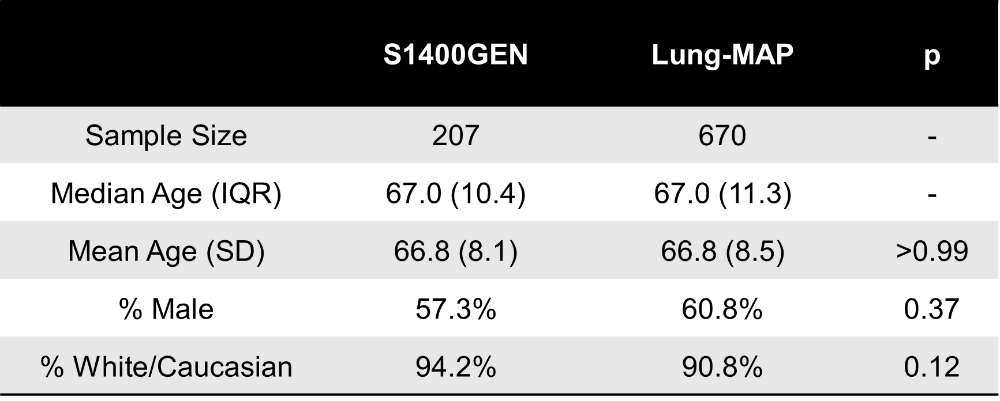 S1400GEN Lung-MAP p
Sample Size 207 670 -
Median Age (IQR) 67.0 (10.4) 67.0 (11.3) -
Mean Age (SD) 66.8 (8.1) 66.8 (8.5) >0.99
% Male 57.3% 60.8% 0.37
% White/Caucasian 94.2% 90.8% 0.12